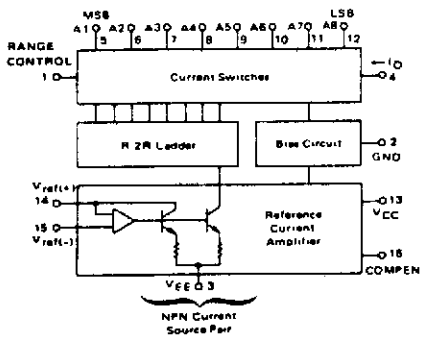 MSB LSB
A1 A2 A3 A4 A5 A6 A7 A8
RANGE
CONTROL
5 6 7 8 9 10 11 12
1
Current Switches
I O
4
R 2R Ladder
Bias Circuit
2
GND
Vref(+)
14
15
Vref(-)
Reference
Current
Amplifier
13
VCC
16
COMPEN
VEE 3
NPN Current
Source Pair